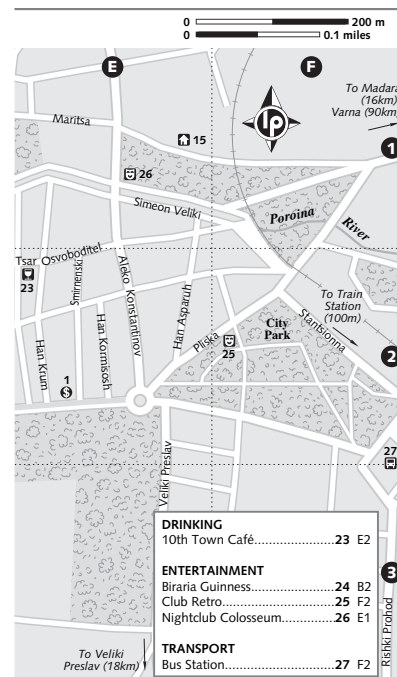 0 200 m
0 0.1 miles
E
F
To Madara
(16km)
Varna (90km)
Maritsa
15
lp
1
26
Simeon Veliki
Poroina
River
Tsar Osvoboditel
23
Smirnenski
Aleko Konstantinov
Han Asparuh
To Train
Station
(100m)
Stantsionna
City
Park
Pliska
25
Han Krum
Han Kormisosh
1
$
2
27
Veliki Preslav
DRINKING
10th Town Café......................23 E2
ENTERTAINMENT
Biraria Guinness.....................24 B2
Club Retro.............................25 F2
Nightclub Colosseum..............26 E1
TRANSPORT
Bus Station............................27 F2
3
Rishki Prohod
To Veliki
Preslav (18km)